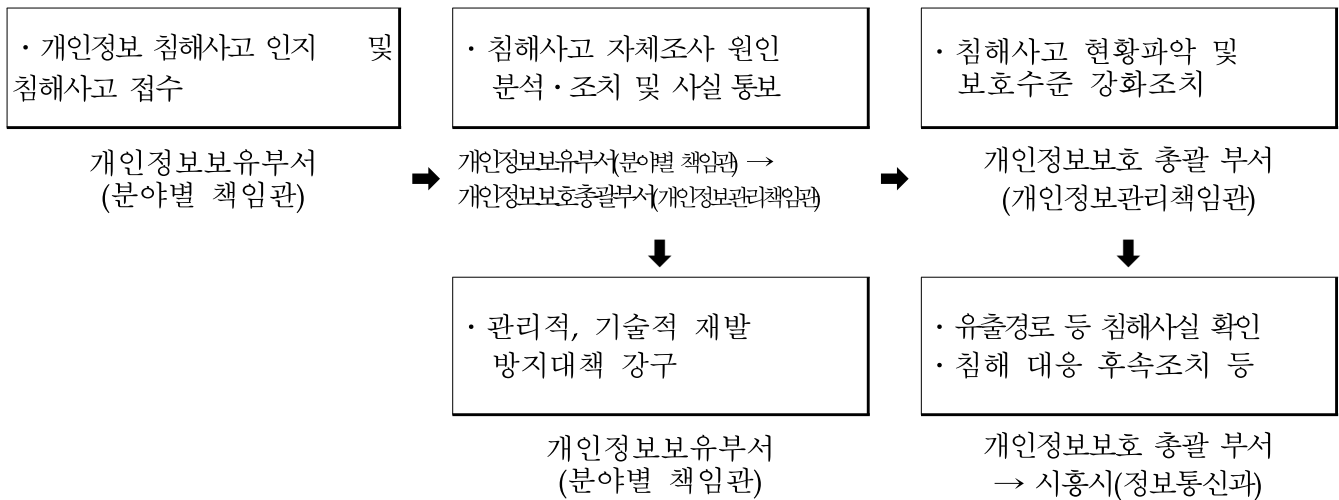 · 개인정보 침해사고 인지 및
침해사고 접수
개인정보보유부서
(분야별 책임관)
· 침해사고 자체조사 원인
분석·조치 및 사실 통보
개인정보보유부서(분야별 책임관) →
개인정보보호총괄부서(개인정보관리책임관)
· 침해사고 현황파악 및
보호수준 강화조치
개인정보보호 총괄 부서
(개인정보관리책임관)
· 관리적, 기술적 재발
방지대책 강구
개인정보보유부서
(분야별 책임관)
· 유출경로 등 침해사실 확인
· 침해 대응 후속조치 등
개인정보보호 총괄 부서
→ 시흥시(정보통신과)